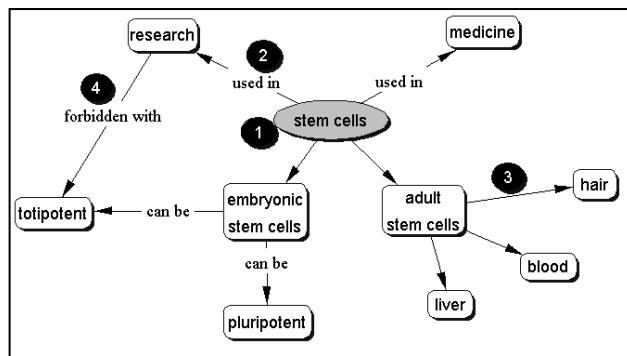 research
medicine
2
used in
used in
4
forbidden with
1
stem cells
3
hair
totipotent
can be
embryonic
stem cells
adult
stem cells
can be
blood
liver
pluripotent